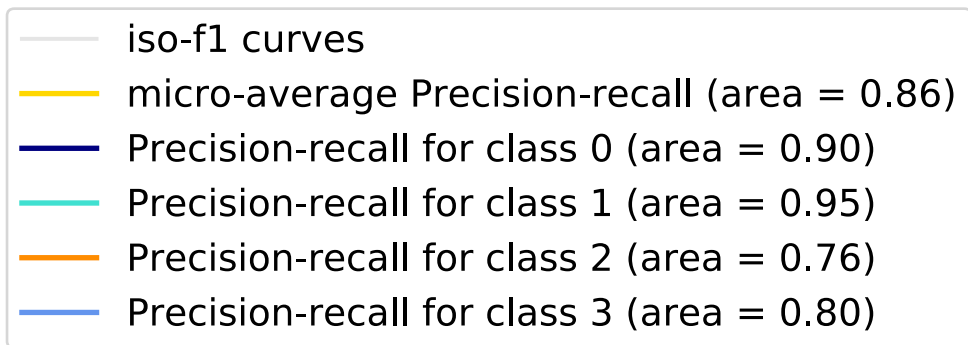 iso-f1 curves
micro-average Precision-recall (area = 0.86)
Precision-recall for class 0 (area = 0.90)
Precision-recall for class 1 (area = 0.95)
Precision-recall for class 2 (area = 0.76)
Precision-recall for class 3 (area = 0.80)